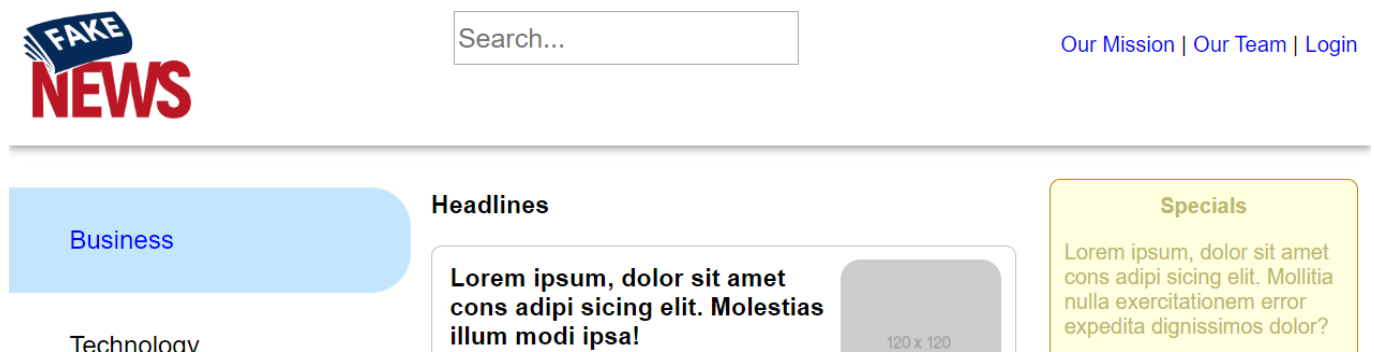 FAKE
NEWS
Search...
Our Mission | Our Team | Login
Business
Technology
Headlines
Lorem ipsum, dolor sit amet
cons adipi sicing elit. Molestias
illum modi ipsa!
120 x 120
Specials
Lorem ipsum, dolor sit amet
cons adipi sicing elit. Mollitia
nulla exercitationem error
expedita dignissimos dolor?